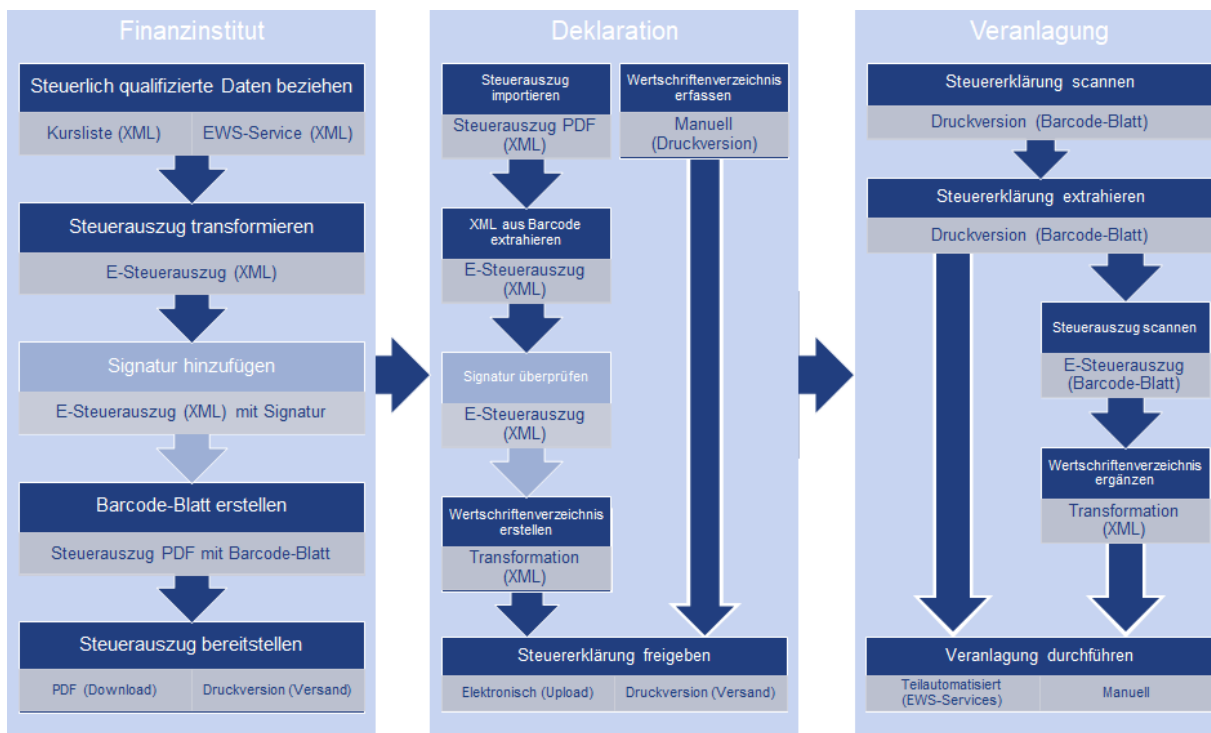 Finanzinstitut
Steuerlich qualifizierte Daten beziehen
Kursliste (XML)
EWS-Service (XML)
Steuerauszug transformieren
E-Steuerauszug (XML)
Signatur hinzufügen
E-Steuerauszug (XML) mit Signatur
Barcode-Blatt erstellen
Steuerauszug PDF mit Barcode-Blatt
Steuerauszug bereitstellen
PDF (Download)
Druckversion (Versand)
Deklaration
Steuerauszug
importieren
Steuerauszug PDF
(XML)
XML aus Barcode
extrahieren
E-Steuerauszug
(XML)
Signatur überprüfen
E-Steuerauszug
(XML)
Wertschriftenverzeichnis
erstellen
Transformation
(XML)
Wertschriftenverzeichnis
erfassen
Manuell
(Druckversion)
Steuererklärung freigeben
Elektronisch (Upload)
Druckversion (Versand)
Veranlagung
Steuererklärung scannen
Druckversion (Barcode-Blatt)
Steuererklärung extrahieren
Druckversion (Barcode-Blatt)
Steuerauszug scannen
E-Steuerauszug
(Barcode-Blatt)
Wertschriftenverzeichnis
ergänzen
Transformation
(XML)
Veranlagung durchführen
Teilautomatisiert
(EWS-Services)
Manuell